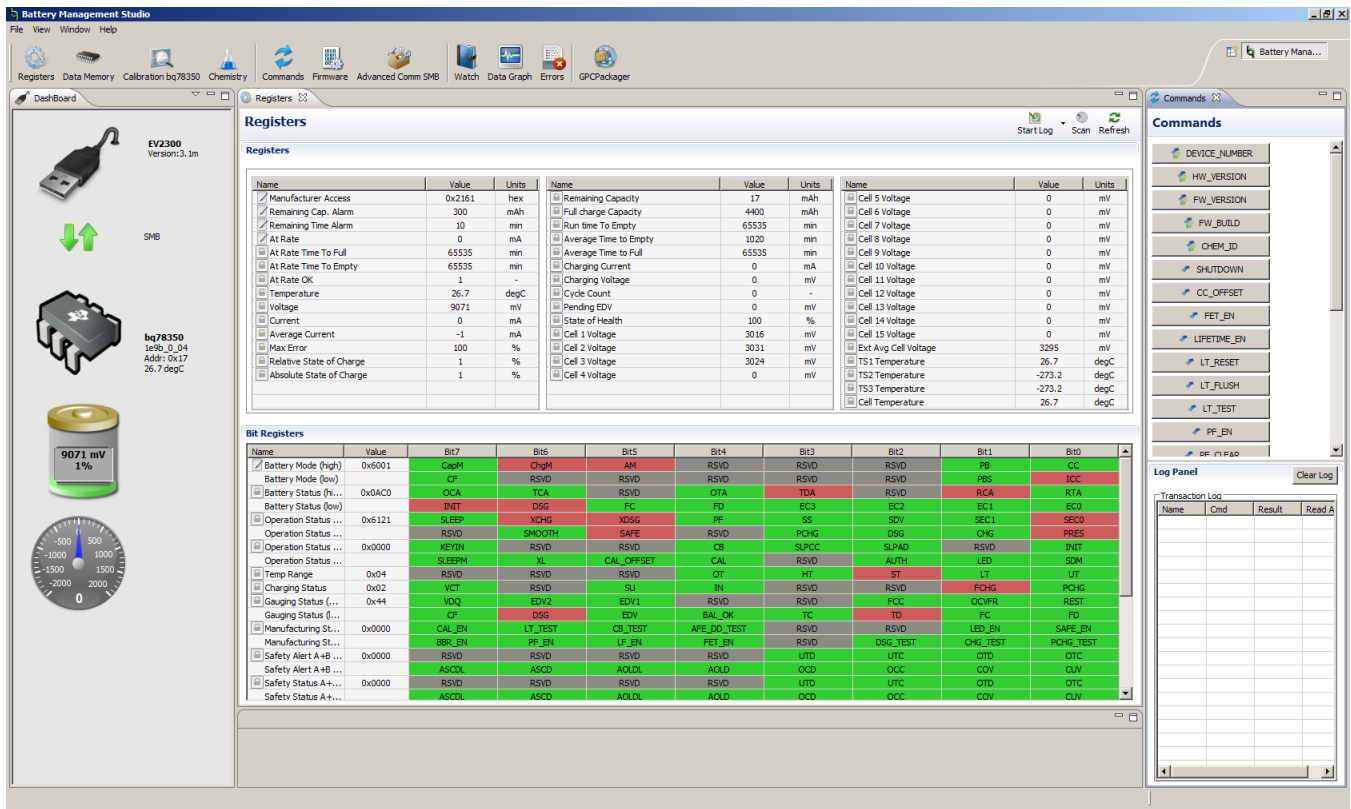 Battery Management Studio
File View Window Help
Registers Data Memory Calibration bq78350 Chemistry Commands Firmware Advanced Comm SMB Watch Data Graph Errors GPCPackager
Battery Mana...
DashBoard
EV2300
Version:3.1m
SMB
bq78350
1e9b_0_04
Addr: 0x17
26.7 degC
9071 mV
1%
-500 500
-1000 1000
-1500 1500
-2000 2000
0
Registers
Registers
Start Log Scan Refresh
Registers
Name Value Units
Manufacturer Access 0x2161 hex
Remaining Cap. Alarm 300 mAh
Remaining Time Alarm 10 min
At Rate 0 mA
At Rate Time To Full 65535 min
At Rate Time To Empty 65535 min
At Rate OK 1 -
Temperature 26.7 degC
Voltage 9071 mV
Current 0 mA
Average Current -1 mA
Max Error 100 %
Relative State of Charge 1 %
Absolute State of Charge 1 %
Name Value Units
Remaining Capacity 17 mAh
Full charge Capacity 4400 mAh
Run time To Empty 65535 min
Average Time to Empty 1020 min
Average Time to Full 65535 min
Charging Current 0 mA
Charging Voltage 0 mV
Cycle Count 0 -
Pending EDV 0 mV
State of Health 100 %
Cell 1 Voltage 3016 mV
Cell 2 Voltage 3031 mV
Cell 3 Voltage 3024 mV
Cell 4 Voltage 0 mV
Name Value Units
Cell 5 Voltage 0 mV
Cell 6 Voltage 0 mV
Cell 7 Voltage 0 mV
Cell 8 Voltage 0 mV
Cell 9 Voltage 0 mV
Cell 10 Voltage 0 mV
Cell 11 Voltage 0 mV
Cell 12 Voltage 0 mV
Cell 13 Voltage 0 mV
Cell 14 Voltage 0 mV
Cell 15 Voltage 0 mV
Ext Avg Cell Voltage 3295 mV
TS1 Temperature 26.7 degC
TS2 Temperature -273.2 degC
TS3 Temperature -273.2 degC
Cell Temperature 26.7 degC
Bit Registers
Name Value Bit7 Bit6 Bit5 Bit4 Bit3 Bit2 Bit1 Bit0
Battery Mode (high) 0x6001 CapM ChgM AM RSVD RSVD RSVD PB CC
Battery Mode (low) CF RSVD RSVD RSVD RSVD RSVD PBS ICC
Battery Status (hi... 0x0AC0 OCA TCA RSVD OTA TDA RSVD RCA RTA
Battery Status (low) INIT DSG FC FD EC3 EC2 EC1 EC0
Operation Status ... 0x6121 SLEEP XCHG XDSG PF SS SDV SEC1 SEC0
Operation Status ... RSVD SMOOTH SAFE RSVD PCHG DSG CHG PRES
Operation Status ... 0x0000 KEYIN RSVD RSVD CB SLPCC SLPAD RSVD INIT
Operation Status ... SLEEPM XL CAL_OFFSET CAL RSVD AUTH LED SDM
Temp Range 0x04 RSVD RSVD RSVD OT HT ST LT UT
Charging Status 0x02 VCT RSVD SU IN RSVD RSVD FCHG PCHG
Gauging Status (... 0x44 VDQ EDV2 EDV1 RSVD RSVD FCC OCVFR REST
Gauging Status (l... CF DSG EDV BAL_OK TC TD FC FD
Manufacturing St... 0x0000 CAL_EN LT_TEST CB_TEST AFE_DD_TEST RSVD RSVD LED_EN SAFE_EN
Manufacturing St... BBR_EN PF_EN LF_EN FET_EN RSVD DSG_TEST CHG_TEST PCHG_TEST
Safety Alert A+B ... 0x0000 RSVD RSVD RSVD RSVD UTD UTC OTD OTC
Safety Alert A+B ... ASCDL ASCD AOLDL AOLD OCD OCC COV CUV
Safety Status A+... 0x0000 RSVD RSVD RSVD RSVD UTD UTC OTD OTC
Safety Status A+... ASCDL ASCD AOLDL AOLD OCD OCC COV CUV
Commands
Commands
DEVICE_NUMBER
HW_VERSION
FW_VERSION
FW_BUILD
CHEM_ID
SHUTDOWN
CC_OFFSET
FET_EN
LIFETIME_EN
LT_RESET
LT_FLUSH
LT_TEST
PF_EN
PF_CLEAR
Log Panel
Clear Log
Transaction Log
Name Cmd Result Read A